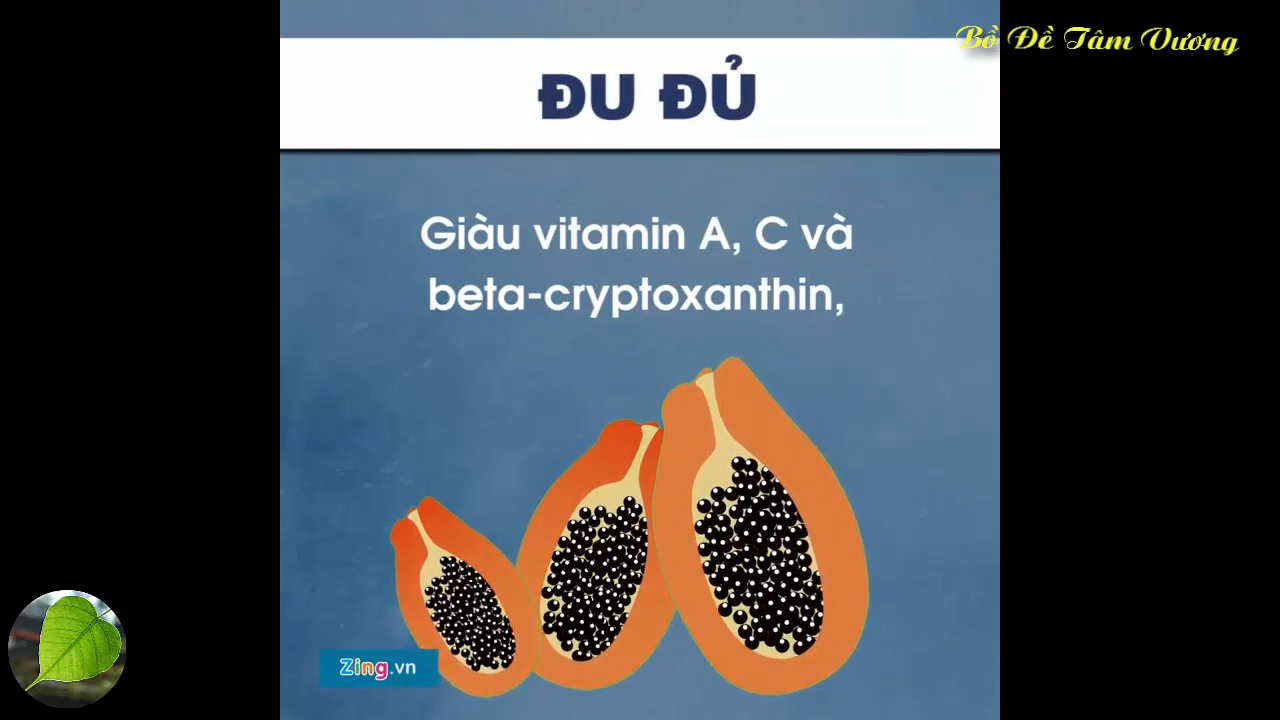 Bồ Đề Tâm Vương
ĐU ĐỦ
Giàu vitamin A, C và
beta-cryptoxanthin,
Zing.vn